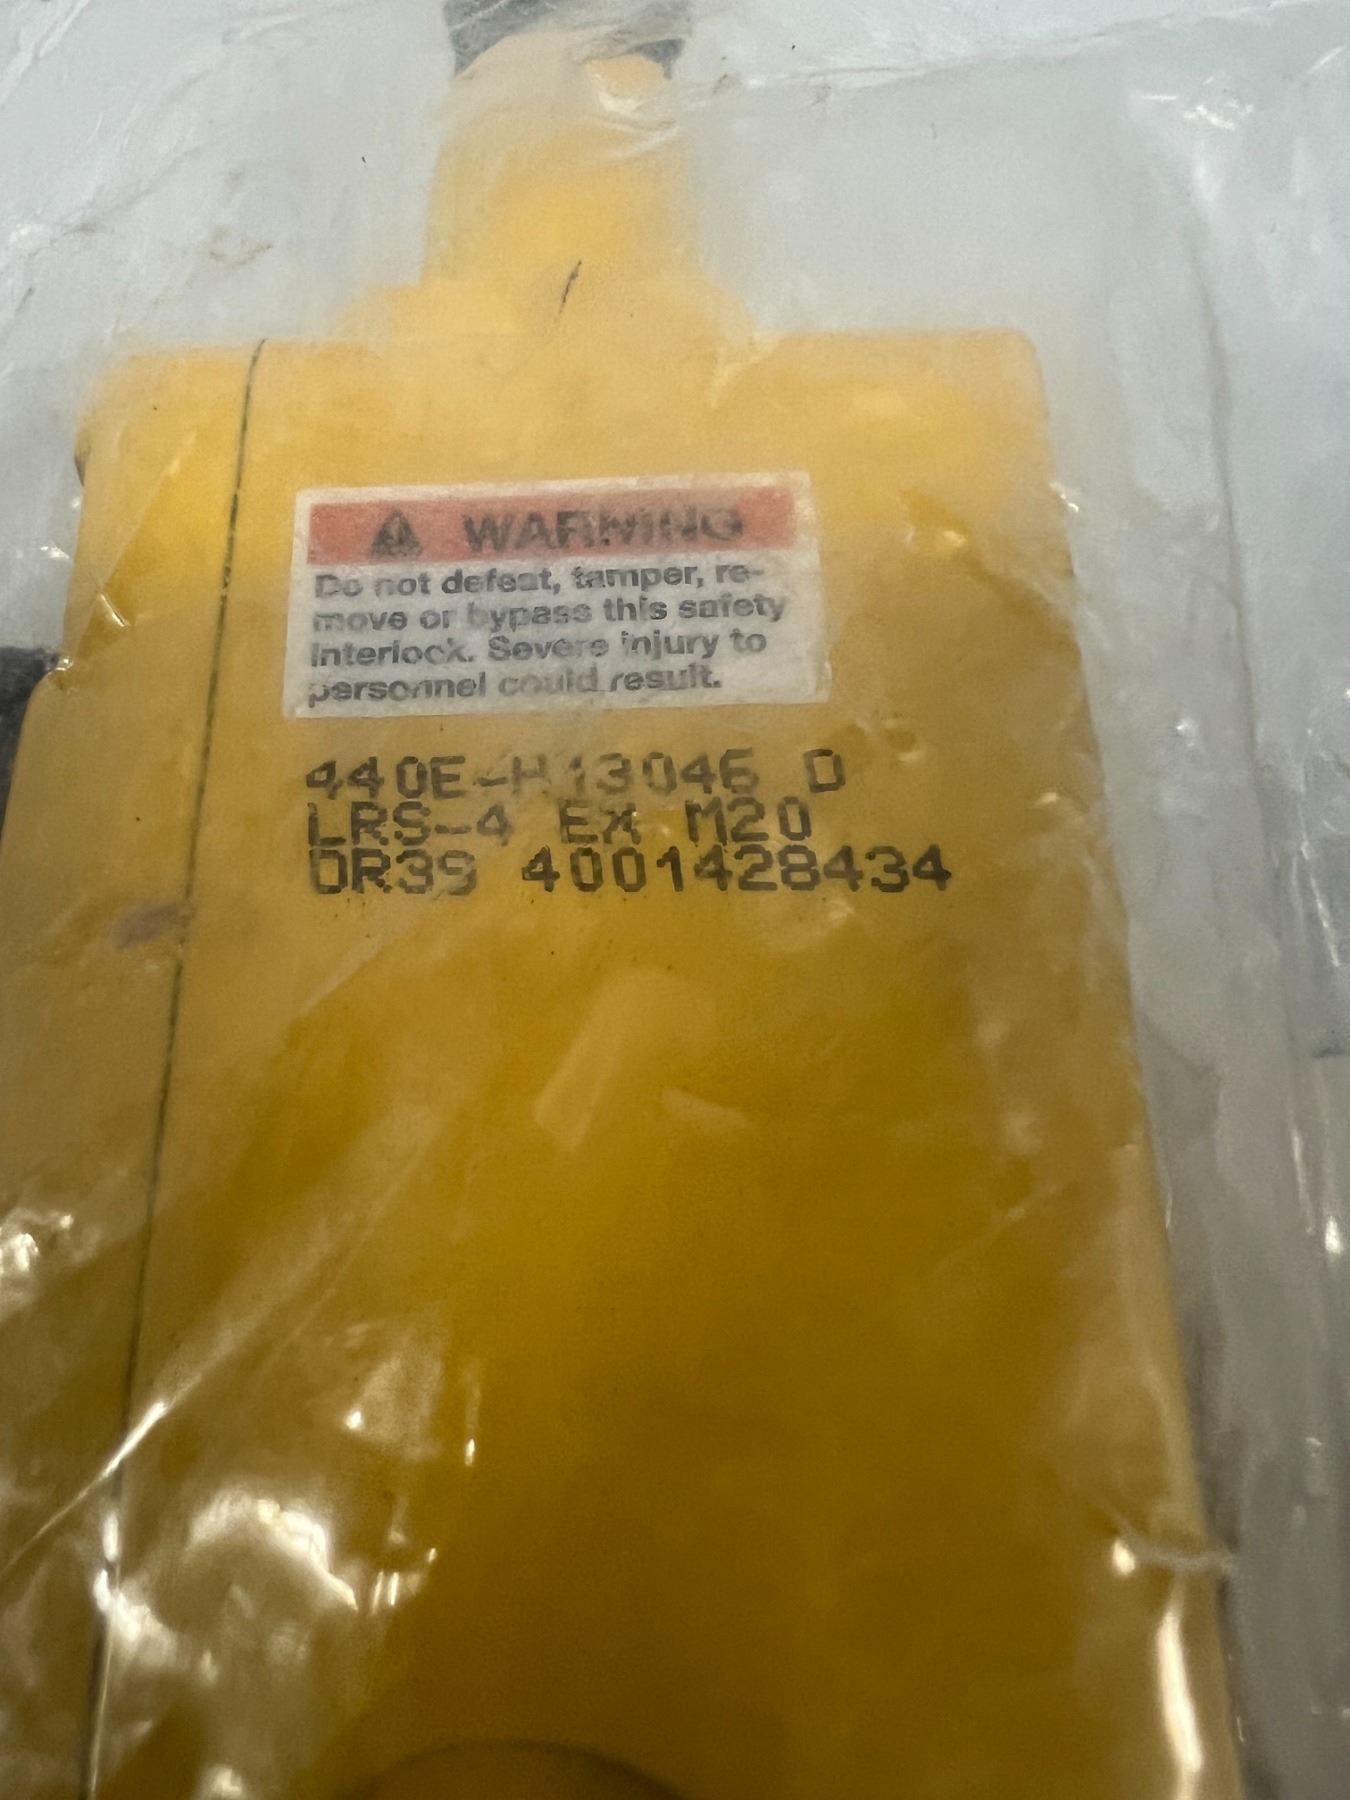 WARNING
Do not defeat, tamper, re-
move or bypass this safety
interlock. Severe injury to
personnel could result.
440E-H13046 D
LRS-4 EX M20
DR39 4001428434